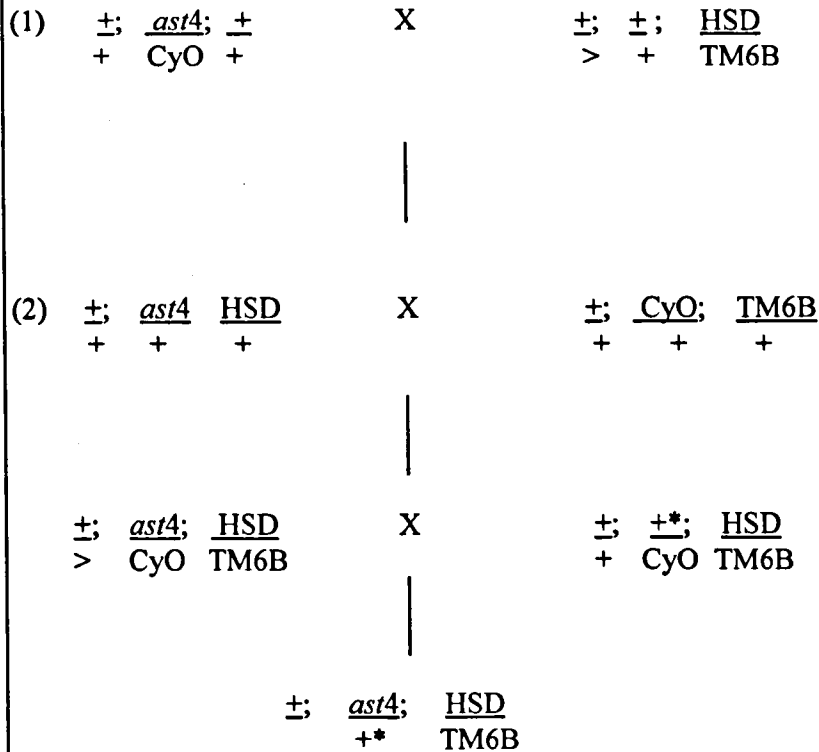 (1) +; ast4; + X +; + ; HSD
+ CyO + > + TM6B
(2) +; ast4 HSD X +; CyO; TM6B
+ + + + + +
+; ast4; HSD X +; +*; HSD
> CyO TM6B + CyO TM6B
+; ast4; HSD
+* TM6B